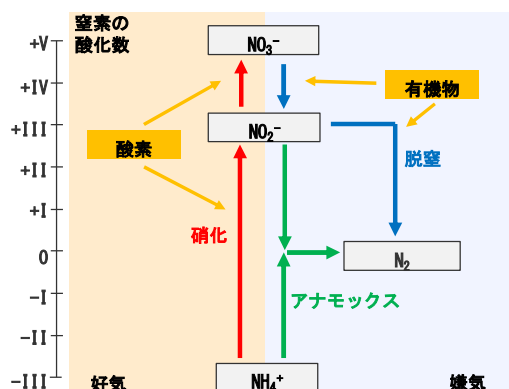 窒素の
酸化数
+V
+IV
+III
+II
+I
0
-I
-II
-III
NO₃⁻
有機物
NO₂⁻
酸素
脱窒
硝化
N₂
アナモックス
NH₄⁺
好気
嫌気